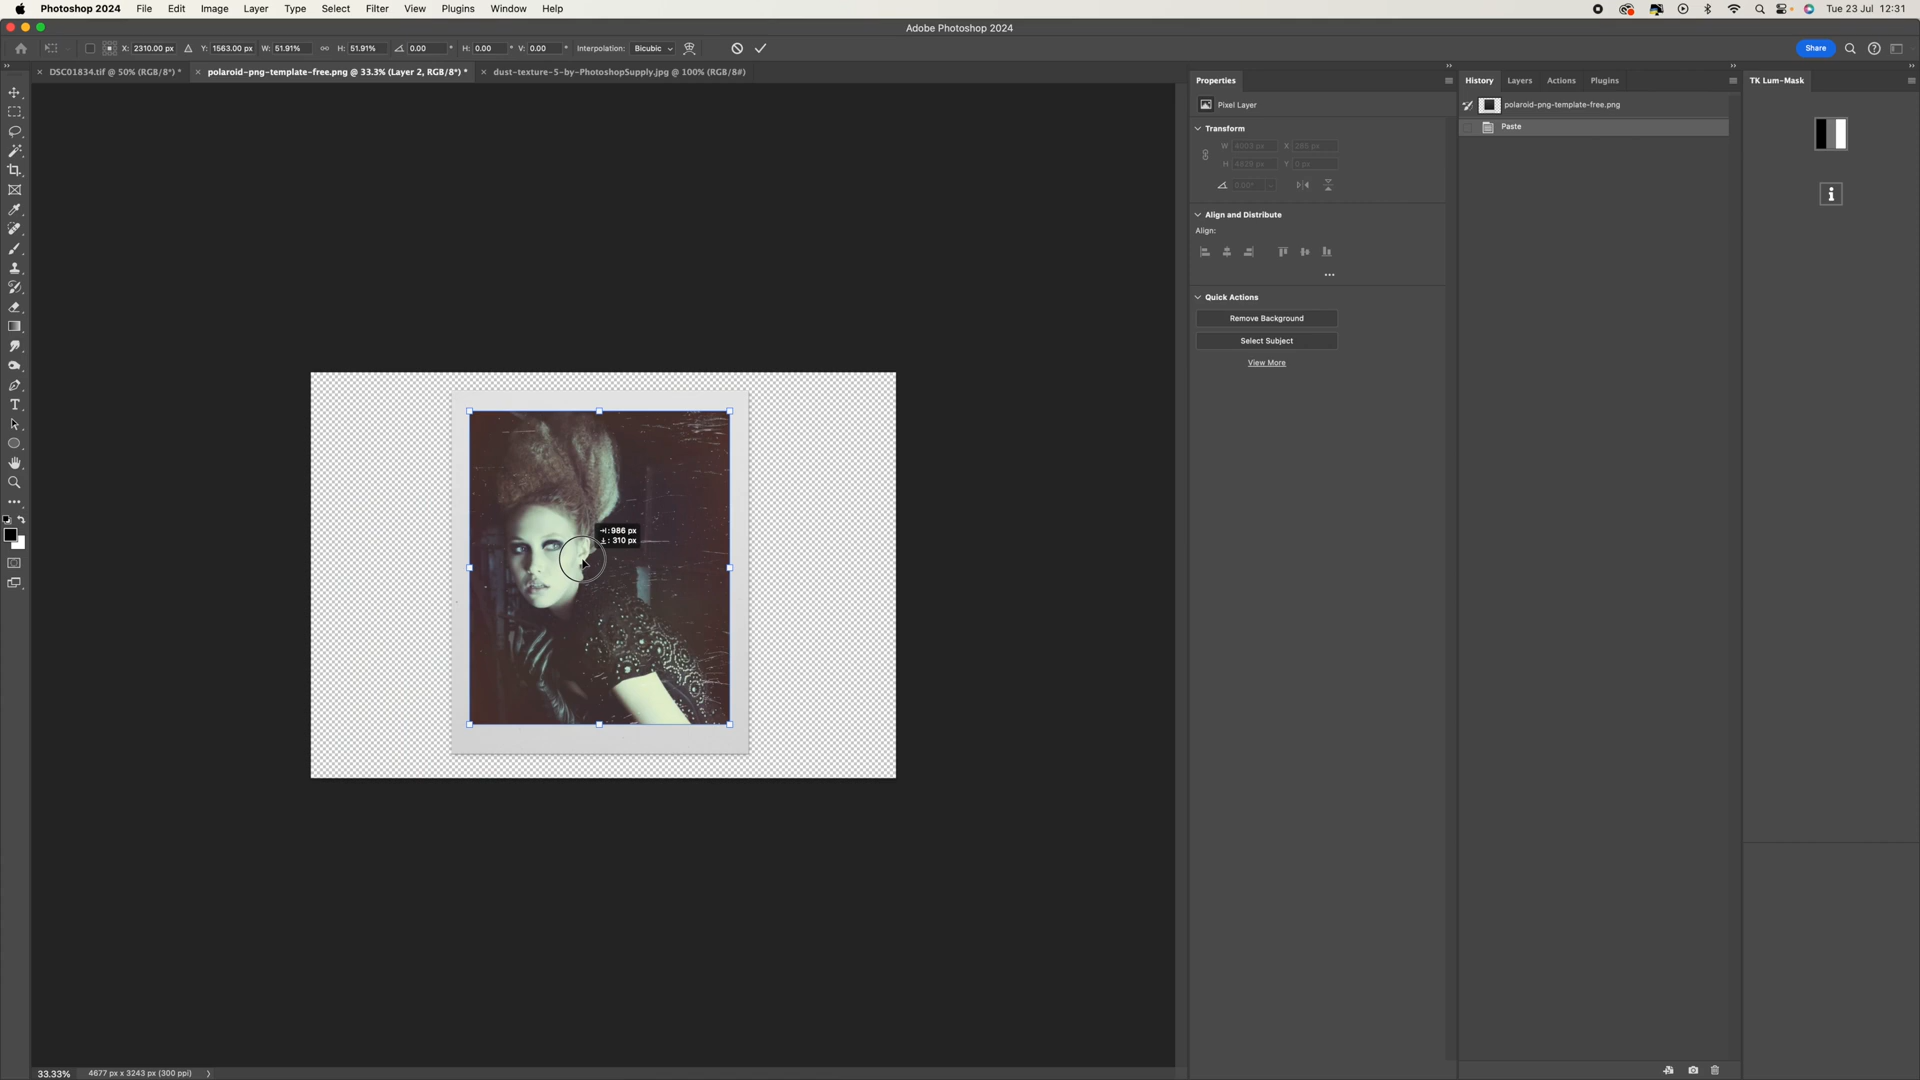 Photoshop 2024 File Edit Image Layer Type Select Filter View Plugins Window Help Tue 23 Jul 12:31
Adobe Photoshop 2024
X: 2310.00 px Y: 1563.00 px W: 51.91% H: 51.91% 0.00 ° H: 0.00 ° V: 0.00 ° Interpolation: Bicubic Share
× DSC01834.tif @ 50% (RGB/8*) * × polaroid-png-template-free.png @ 33.3% (Layer 2, RGB/8*) * × dust-texture-5-by-PhotoshopSupply.jpg @ 100% (RGB/8#)
Properties History Layers Actions Plugins TK Lum-Mask
Pixel Layer polaroid-png-template-free.png
Transform Paste
W 4003 px X 285 px
H 4829 px Y 0 px
0.00°
Align and Distribute
Align:
Quick Actions
Remove Background
Select Subject
View More
986 px
: 310 px
33.33% 4677 px x 3243 px (300 ppi)